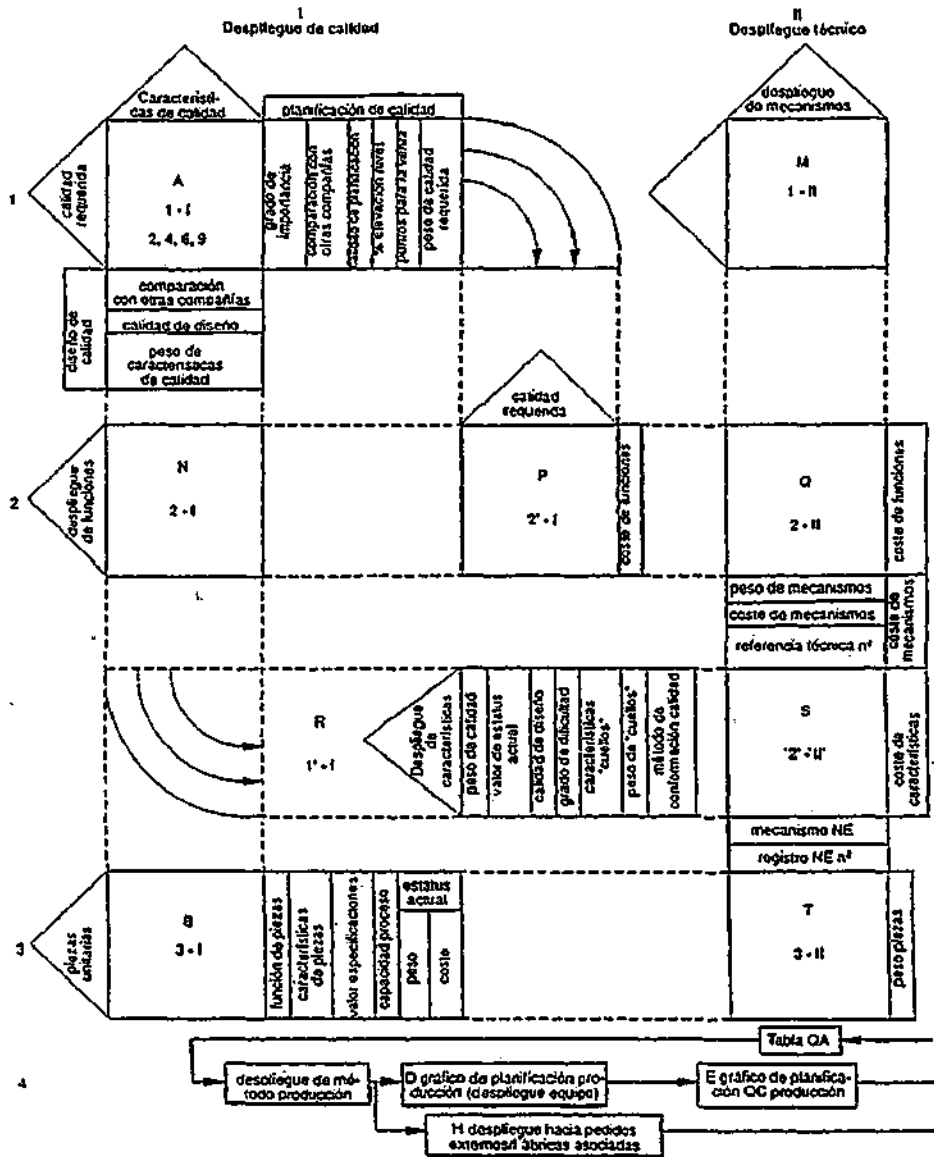 I
Despliegue de calidad
II
Despliegue técnico
Característi-
cas de calidad
planificación de calidad
despliegue
de mecanismos
1
calidad
requerida
A
1 - I
2, 4, 6, 9
grado de
importancia
comparación con
otras compañías
calidad de planificación
% elevación nivel
puntos para la venta
peso de calidad
requerida
M
1 - II
diseño de
calidad
comparación
con otras compañías
calidad de diseño
peso de
características
de calidad
calidad
requerida
2
despliegue
de funciones
N
2 - I
P
2' - I
coste de funciones
Q
2 - II
coste de funciones
peso de mecanismos
coste de mecanismos
referencia técnica nº
coste de
mecanismos
R
1' - I
Despliegue
de
características
peso de calidad
valor de estatus
actual
calidad de diseño
grado de dificultad
características
"cuellos"
peso de "cuellos"
método de
conformación calidad
S
"2' - II'
coste de
características
mecanismo NE
registro NE nº
3
piezas
unitarias
B
3 - I
función de piezas
características
de piezas
valor especificaciones
capacidad proceso
estatus
actual
peso
coste
T
3 - II
peso piezas
Tabla QA
4
despliegue de mé-
todo producción
D gráfico de planificación pro-
ducción (despliegue equipo)
E gráfico de planifica-
ción QC producción
H despliegue hacia pedidos
externos/fábricas asociadas